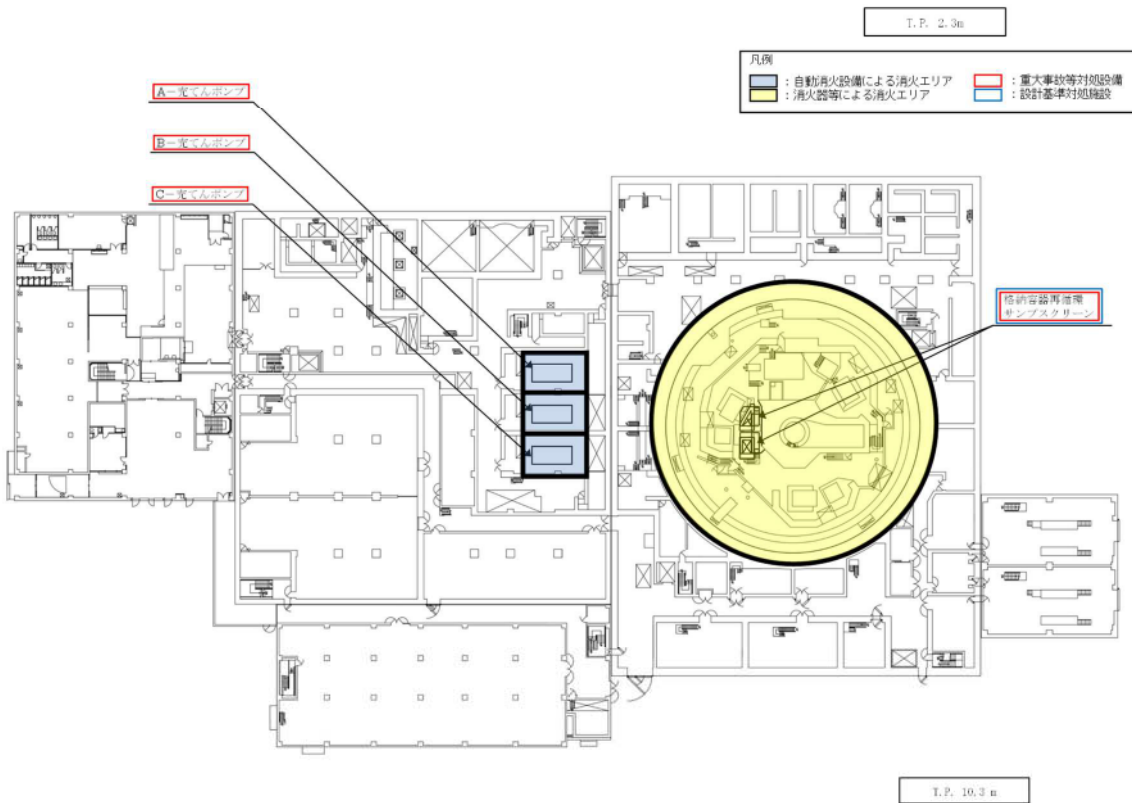 T.P. 2.3m
凡例
：自動消火設備による消火エリア
：重大事故等対処設備
：消火器等による消火エリア
：設計基準対処施設
A－充てんポンプ
B－充てんポンプ
C－充てんポンプ
格納容器再循環
サンプスクリーン
T.P. 10.3 m